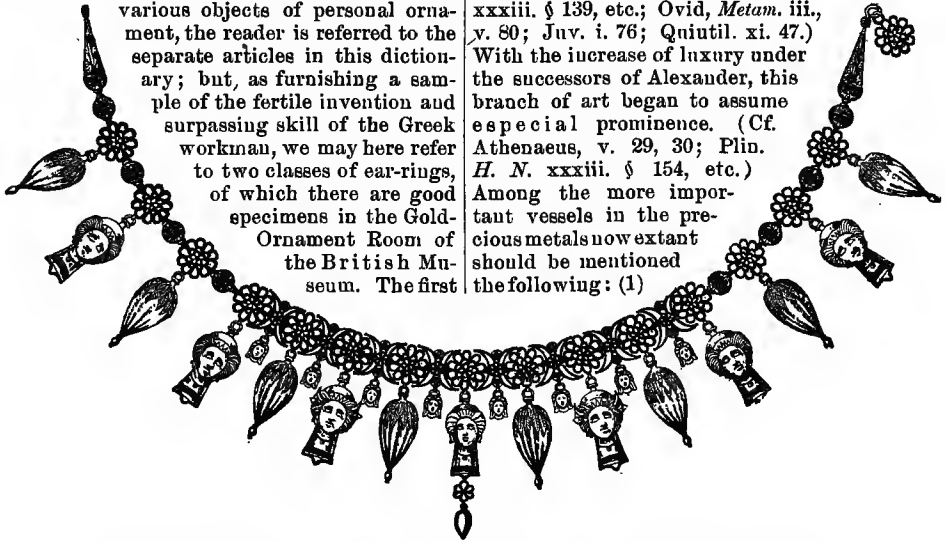 various objects of personal orna-
ment, the reader is referred to the
separate articles in this diction-
ary; but, as furnishing a sam-
ple of the fertile invention and
surpassing skill of the Greek
workman, we may here refer
to two classes of ear-rings,
of which there are good
specimens in the Gold-
Ornament Room of
the British Mu-
seum. The first
xxxiii. § 139, etc.; Ovid, Metam. iii.,
v. 80; Juv. i. 76; Quintil. xi. 47.)
With the increase of luxury under
the successors of Alexander, this
branch of art began to assume
especial prominence. (Cf.
Athenaeus, v. 29, 30; Plin.
H. N. xxxiii. § 154, etc.)
Among the more impor-
tant vessels in the pre-
cious metals now extant
should be mentioned
the following: (1)